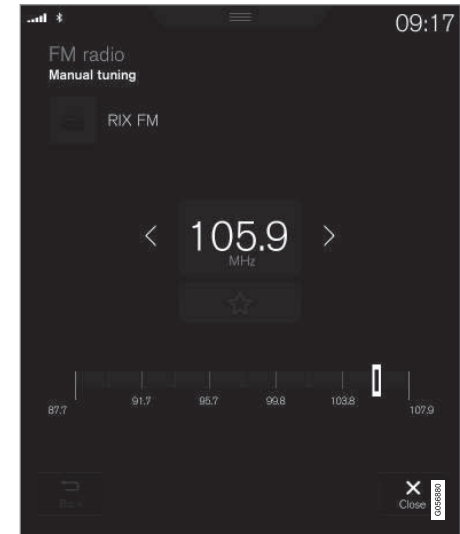 09:17
FM radio
Manual tuning
RIX FM
105.9
MHz
87.7 91.7 95.7 99.8 103.8 107.9
Back
Close
G056880